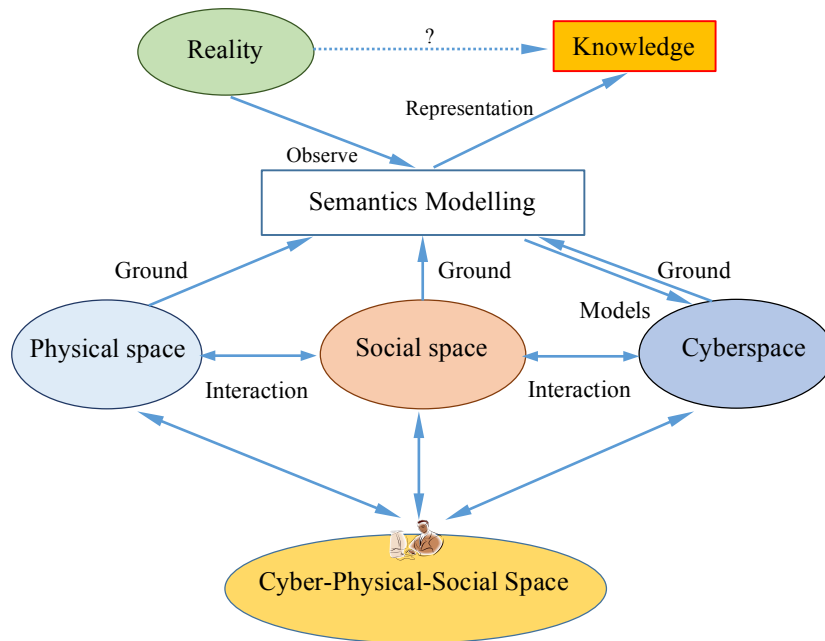 ?
Reality
Knowledge
Representation
Observe
Semantics Modelling
Ground
Ground
Ground
Models
Physical space
Social space
Cyberspace
Interaction
Interaction
Cyber-Physical-Social Space